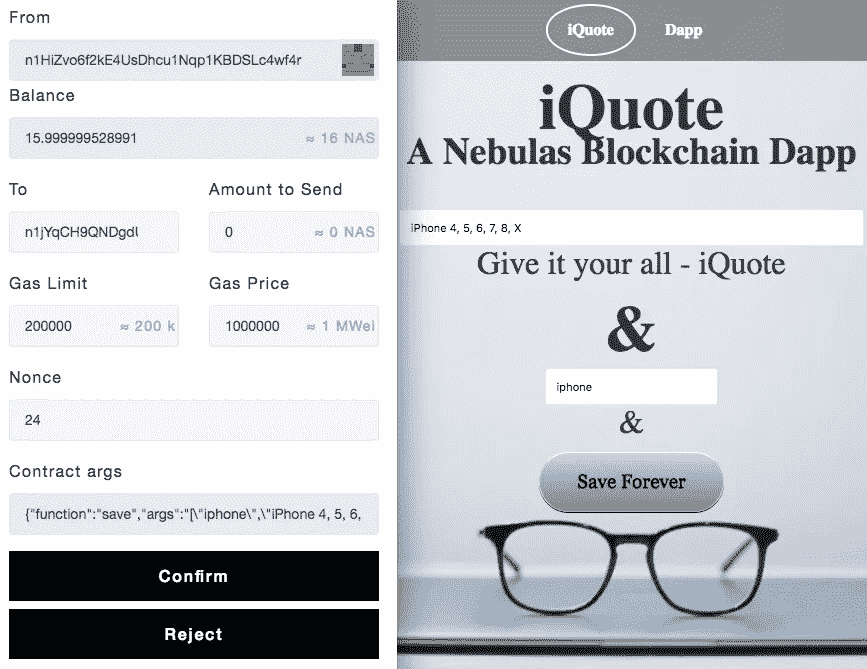 From
n1HiZvo6f2kE4UsDhcu1Nqp1KBDSLc4wf4r
Balance
15.999999528991 ≈ 16 NAS
To Amount to Send
n1jYqCH9QNDgdU 0 ≈ 0 NAS
Gas Limit Gas Price
200000 ≈ 200 k 1000000 ≈ 1 MWei
Nonce
24
Contract args
{"function":"save","args":"[\"iphone\",\"iPhone 4, 5, 6,
Confirm
Reject
iQuote Dapp
iQuote
A Nebulas Blockchain Dapp
iPhone 4, 5, 6, 7, 8, X
Give it your all - iQuote
&
iphone
&
Save Forever